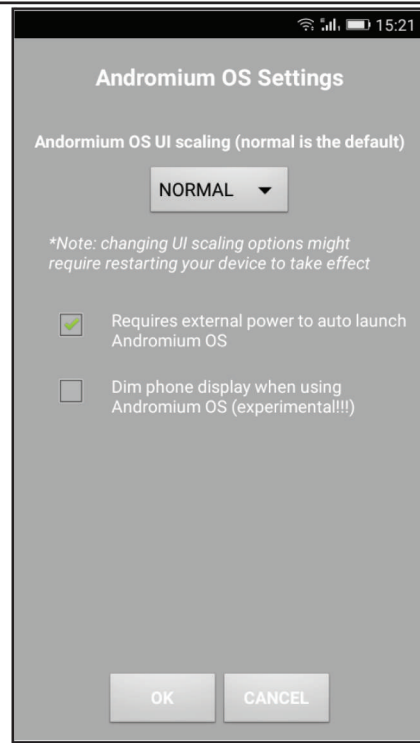 15:21
Andromium OS Settings
Andormium OS UI scaling (normal is the default)
NORMAL
*Note: changing UI scaling options might
require restarting your device to take effect
Requires external power to auto launch
Andromium OS
Dim phone display when using
Andromium OS (experimental!!!)
OK CANCEL